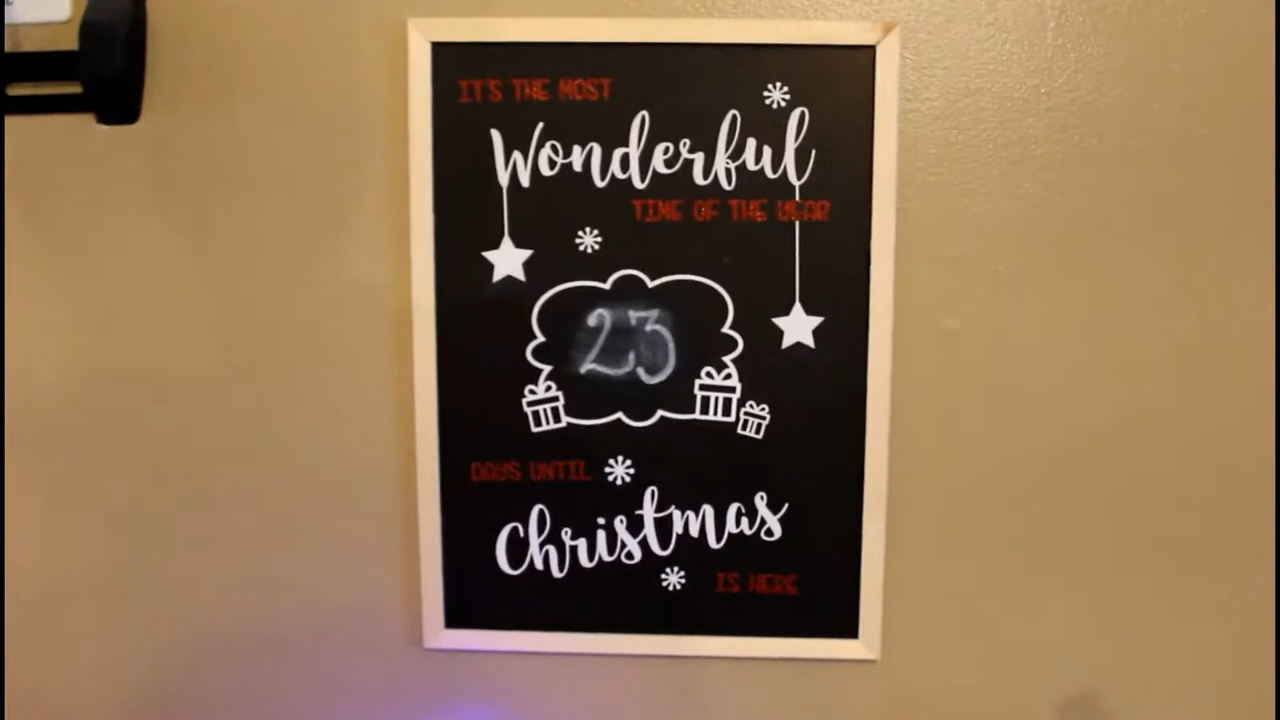 IT'S THE MOST
Wonderful
TIME OF THE YEAR
23
DAYS UNTIL
Christmas
IS HERE